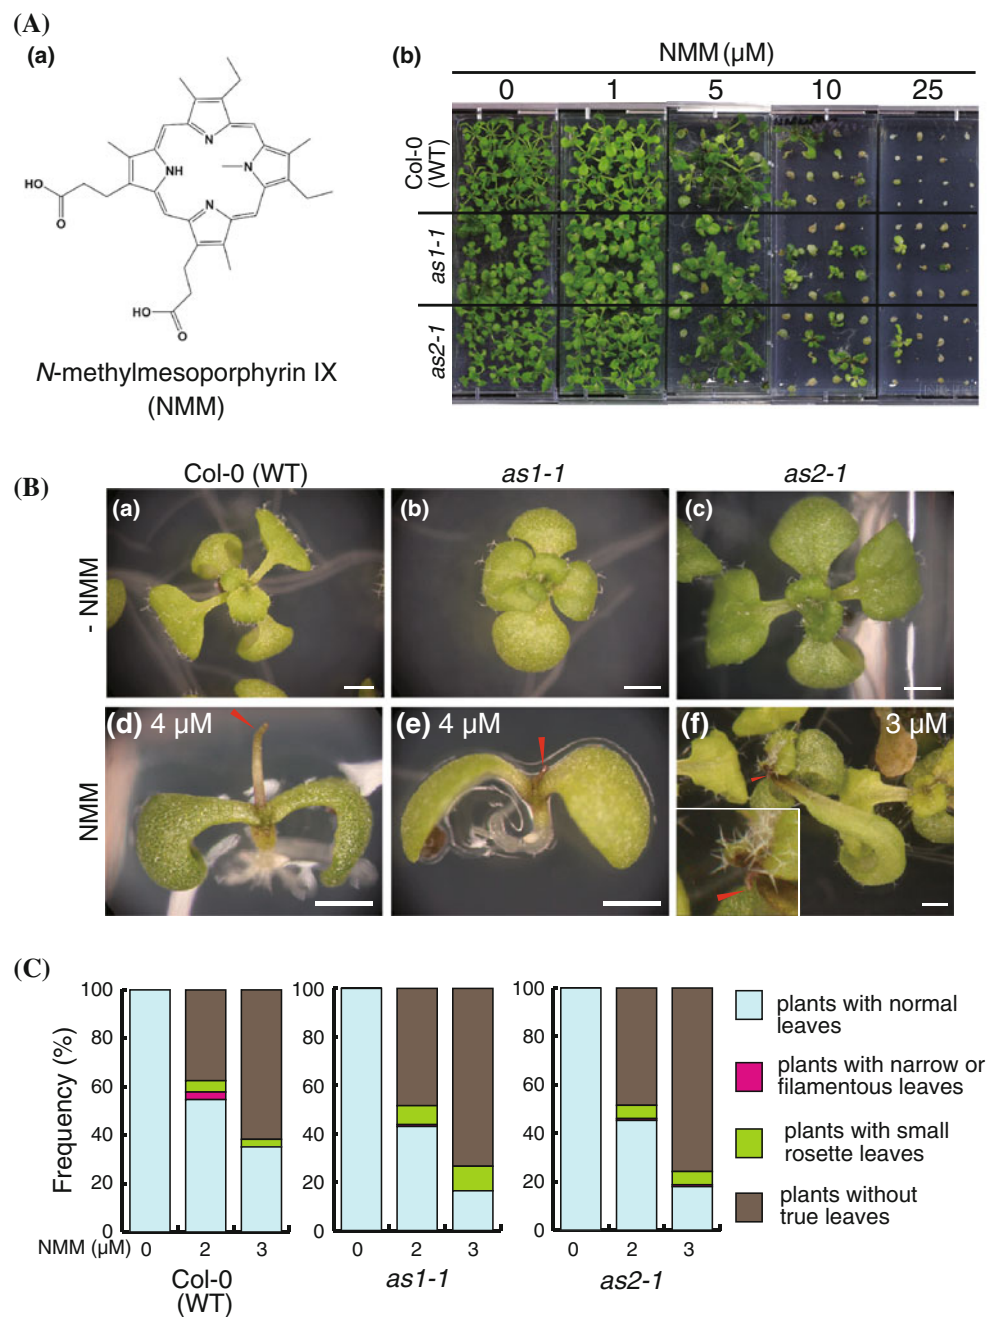 (A)
(a)
HO
O
HO
O
N
NH
N
N
N-methylmesoporphyrin IX
(NMM)
(b)
NMM (µM)
0 1 5 10 25
Col-0
(WT)
as1-1
as2-1
(B)
Col-0 (WT) as1-1 as2-1
- NMM
(a) (b) (c)
NMM
(d) 4 µM (e) 4 µM (f) 3 µM
(C)
Frequency (%)
100
80
60
40
20
0
NMM (µM) 0 2 3
Col-0
(WT)
100
80
60
40
20
0
0 2 3
as1-1
100
80
60
40
20
0
0 2 3
as2-1
plants with normal
leaves
plants with narrow or
filamentous leaves
plants with small
rosette leaves
plants without
true leaves